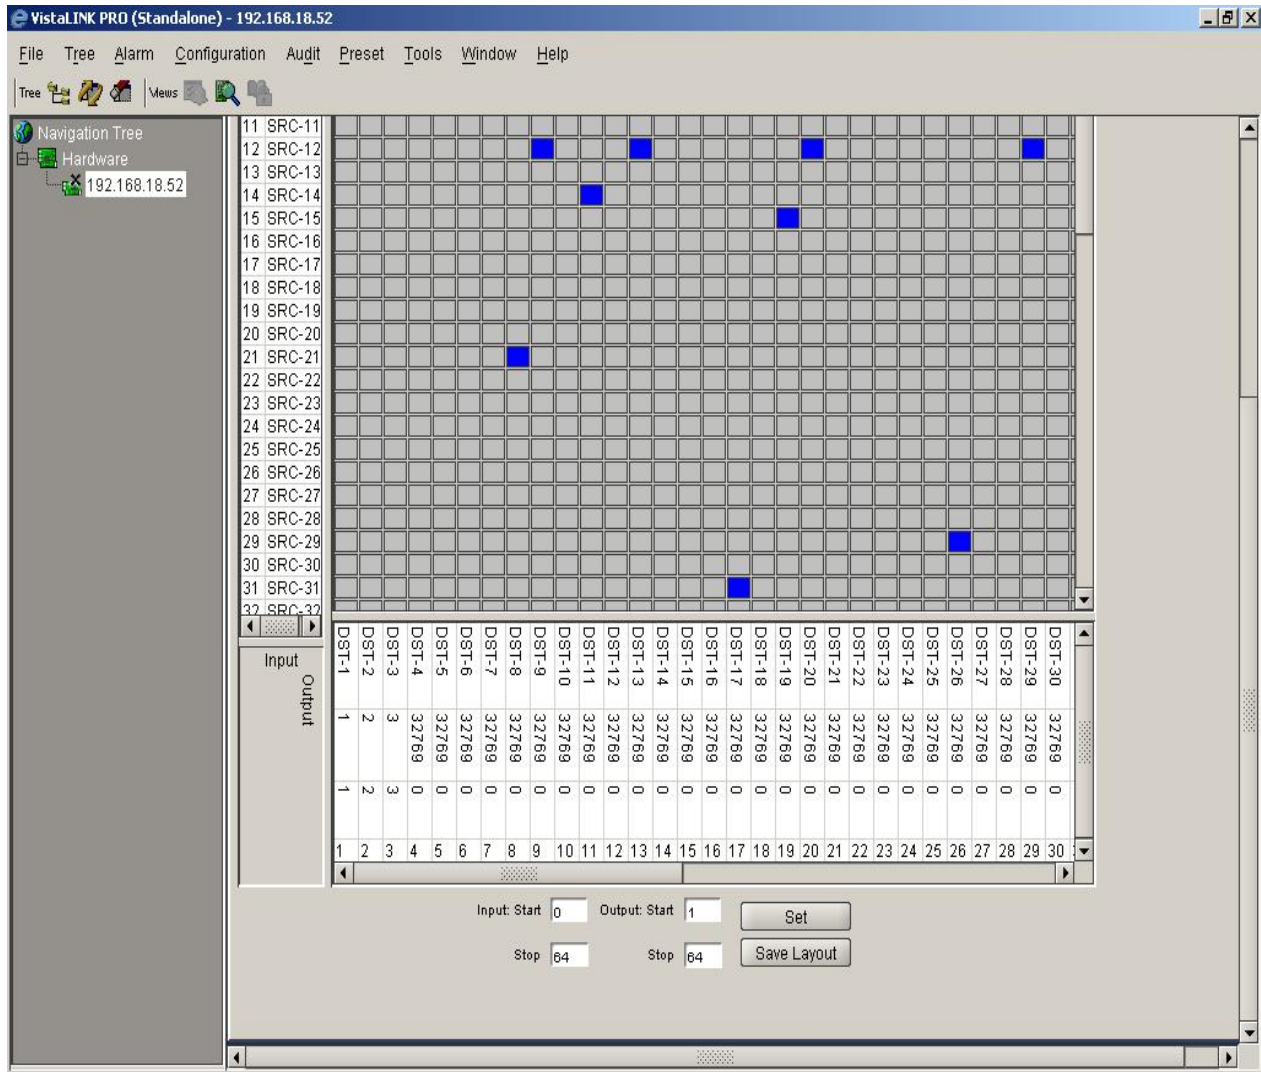 VistaLINK PRO (Standalone) - 192.168.18.52
File Tree Alarm Configuration Audit Preset Tools Window Help
Tree Views
Navigation Tree
Hardware
192.168.18.52
11 SRC-11
12 SRC-12
13 SRC-13
14 SRC-14
15 SRC-15
16 SRC-16
17 SRC-17
18 SRC-18
19 SRC-19
20 SRC-20
21 SRC-21
22 SRC-22
23 SRC-23
24 SRC-24
25 SRC-25
26 SRC-26
27 SRC-27
28 SRC-28
29 SRC-29
30 SRC-30
31 SRC-31
32 SRC-32
Input
Output
DST-1 DST-2 DST-3 DST-4 DST-5 DST-6 DST-7 DST-8 DST-9 DST-10 DST-11 DST-12 DST-13 DST-14 DST-15 DST-16 DST-17 DST-18 DST-19 DST-20 DST-21 DST-22 DST-23 DST-24 DST-25 DST-26 DST-27 DST-28 DST-29 DST-30
1 2 3 32769 32769 32769 32769 32769 32769 32769 32769 32769 32769 32769 32769 32769 32769 32769 32769 32769 32769 32769 32769 32769 32769 32769 32769 32769 32769 32769
1 2 3 0 0 0 0 0 0 0 0 0 0 0 0 0 0 0 0 0 0 0 0 0 0 0 0 0 0 0
1 2 3 4 5 6 7 8 9 10 11 12 13 14 15 16 17 18 19 20 21 22 23 24 25 26 27 28 29 30
Input: Start 0 Output: Start 1 Set
Stop 64 Stop 64 Save Layout